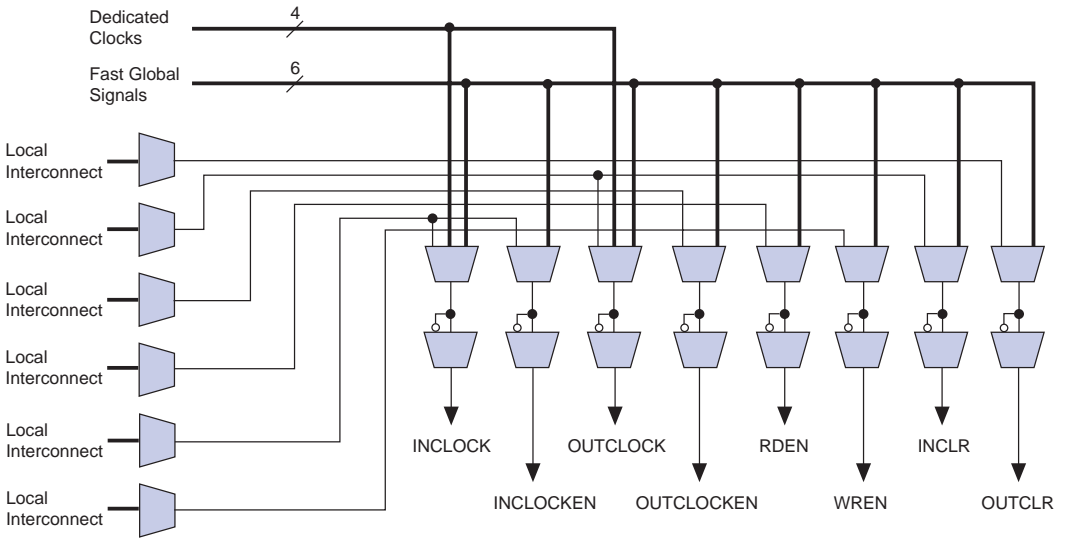 Dedicated
Clocks
4
Fast Global
Signals
6
Local
Interconnect
Local
Interconnect
Local
Interconnect
Local
Interconnect
Local
Interconnect
Local
Interconnect
INCLOCK
OUTCLOCK
RDEN
INCLR
INCLOCKEN
OUTCLOCKEN
WREN
OUTCLR